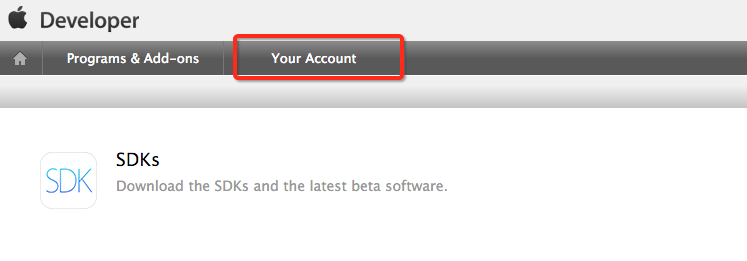 Developer
Programs & Add-ons Your Account
SDK
SDKs
Download the SDKs and the latest beta software.